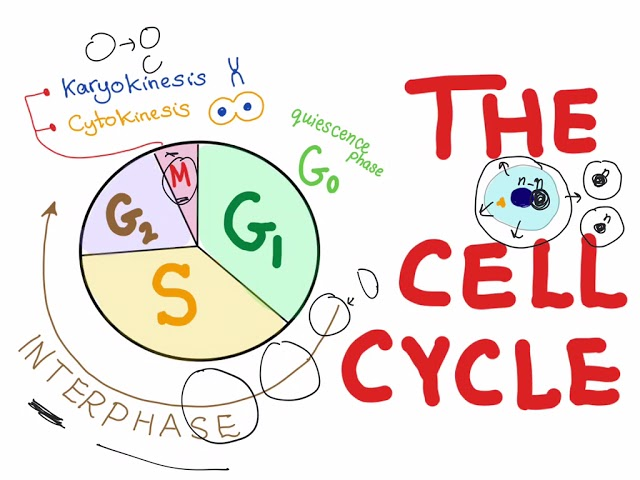 Karyokinesis
Cytokinesis
quiescence
phase
G0
M
G2
G1
S
INTERPHASE
THE
n-n
n
n
CELL
CYCLE